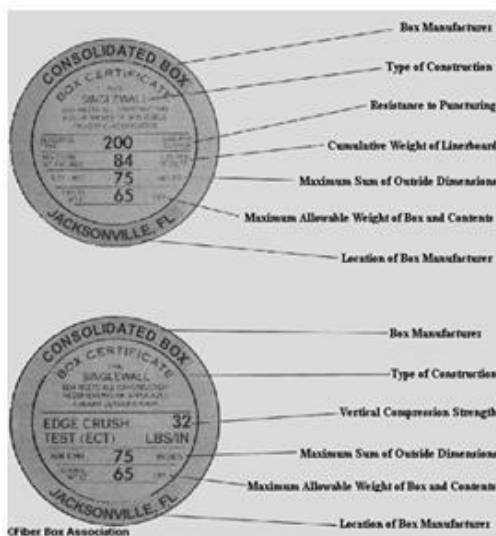 CONSOLIDATED BOX
BOX CERTIFICATE
SINGLEWALL
200
84
75
65
JACKSONVILLE, FL
Box Manufacturer
Type of Construction
Resistance to Puncturing
Cumulative Weight of Linerboard
Maximum Sum of Outside Dimensions
Maximum Allowable Weight of Box and Contents
Location of Box Manufacturer
CONSOLIDATED BOX
BOX CERTIFICATE
SINGLEWALL
EDGE CRUSH 32
TEST (ECT) LBS/IN
75 INCHES
65
JACKSONVILLE, FL
Box Manufacturer
Type of Construction
Vertical Compression Strength
Maximum Sum of Outside Dimensions
Maximum Allowable Weight of Box and Contents
Location of Box Manufacturer
©Fiber Box Association